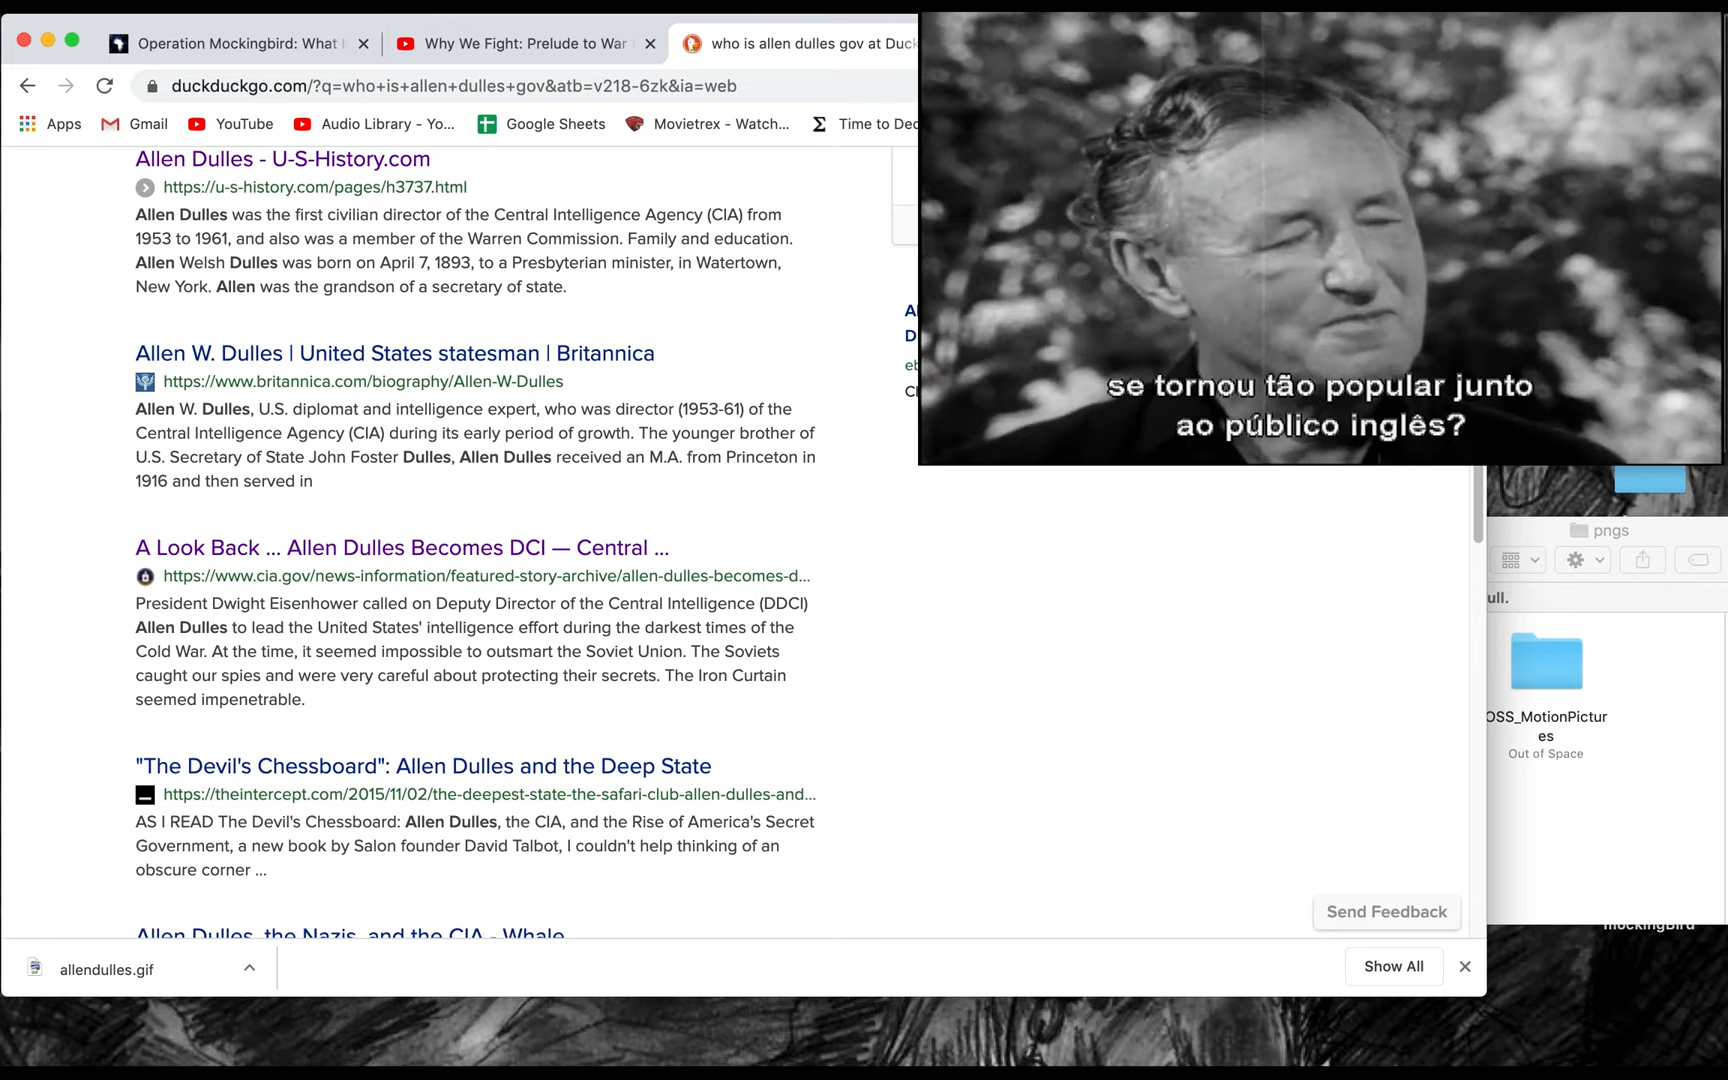 Operation Mockingbird: What
Why We Fight: Prelude to War
who is allen dulles gov at Duc
duckduckgo.com/?q=who+is+allen+dulles+gov&atb=v218-6zk&ia=web
Apps
Gmail
YouTube
Audio Library - Yo...
Google Sheets
Movietrex - Watch...
Time to Dec
Allen Dulles - U-S-History.com
https://u-s-history.com/pages/h3737.html
Allen Dulles was the first civilian director of the Central Intelligence Agency (CIA) from
1953 to 1961, and also was a member of the Warren Commission. Family and education.
Allen Welsh Dulles was born on April 7, 1893, to a Presbyterian minister, in Watertown,
New York. Allen was the grandson of a secretary of state.
Allen W. Dulles | United States statesman | Britannica
https://www.britannica.com/biography/Allen-W-Dulles
Allen W. Dulles, U.S. diplomat and intelligence expert, who was director (1953-61) of the
Central Intelligence Agency (CIA) during its early period of growth. The younger brother of
U.S. Secretary of State John Foster Dulles, Allen Dulles received an M.A. from Princeton in
1916 and then served in
A Look Back ... Allen Dulles Becomes DCI — Central ...
https://www.cia.gov/news-information/featured-story-archive/allen-dulles-becomes-d...
President Dwight Eisenhower called on Deputy Director of the Central Intelligence (DDCI)
Allen Dulles to lead the United States' intelligence effort during the darkest times of the
Cold War. At the time, it seemed impossible to outsmart the Soviet Union. The Soviets
caught our spies and were very careful about protecting their secrets. The Iron Curtain
seemed impenetrable.
"The Devil's Chessboard": Allen Dulles and the Deep State
https://theintercept.com/2015/11/02/the-deepest-state-the-safari-club-allen-dulles-and...
AS I READ The Devil's Chessboard: Allen Dulles, the CIA, and the Rise of America's Secret
Government, a new book by Salon founder David Talbot, I couldn't help thinking of an
obscure corner ...
Allen Dulles, the Nazis, and the CIA - Whale
se tornou tão popular junto
ao público inglês?
pngs
ull.
OSS_MotionPictur
es
Out of Space
mockingBird
Send Feedback
allendulles.gif
Show All